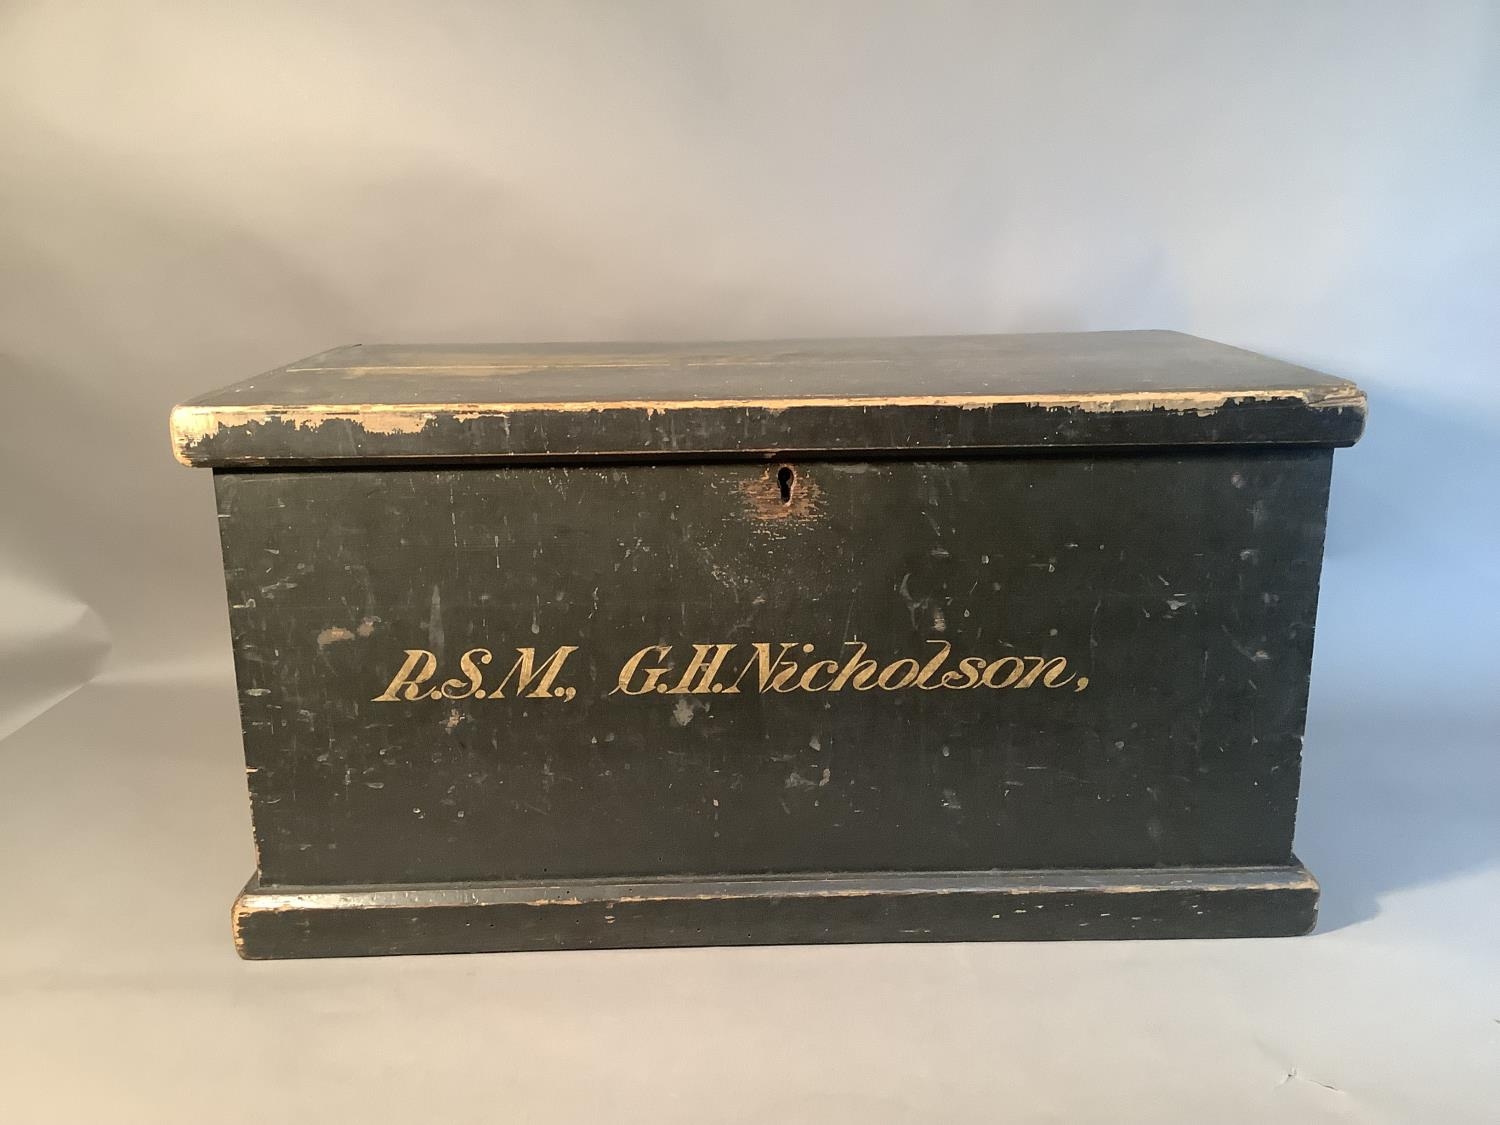 R.S.M., G.H. Nicholson,